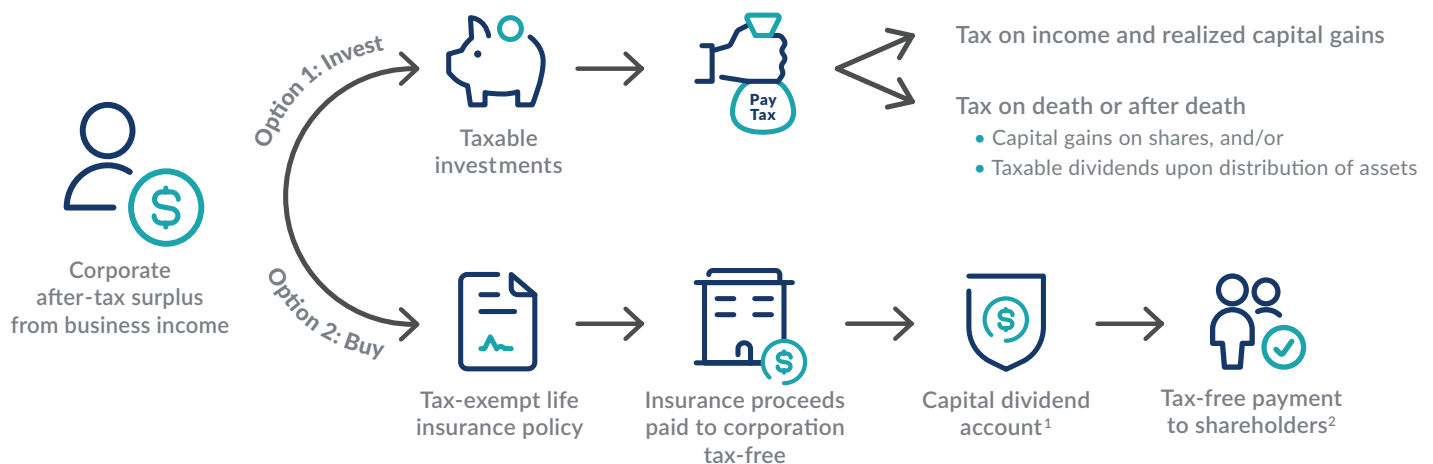 Corporate
after-tax surplus
from business income
Option 1: Invest
Taxable
investments
Pay
Tax
Tax on income and realized capital gains
Tax on death or after death
• Capital gains on shares, and/or
• Taxable dividends upon distribution of assets
Option 2: Buy
Tax-exempt life
insurance policy
Insurance proceeds
paid to corporation
tax-free
Capital dividend
account¹
Tax-free payment
to shareholders²